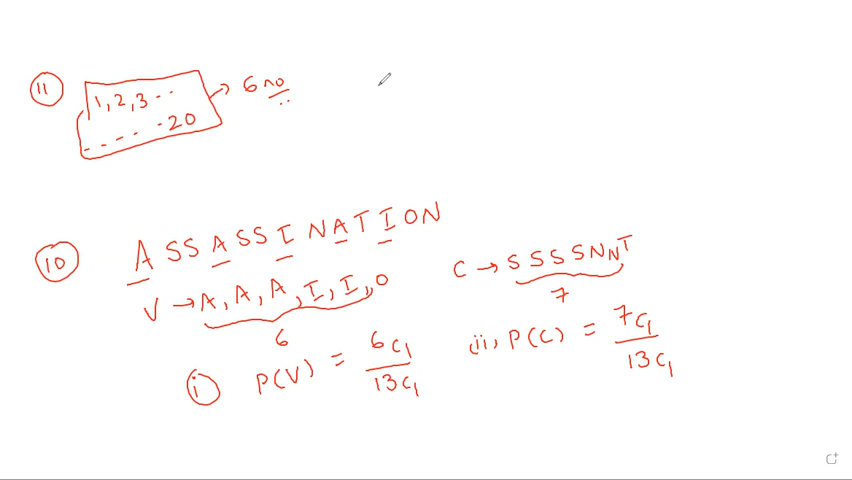 11 1, 2, 3 .. → 6 no
- - - - - 20
10 ASSASSINATION
V → A, A, A, I, I, O
6
C → S S S S N N T
7
i P(V) = 6C₁ / 13C₁
(ii) P(C) = 7C₁ / 13C₁